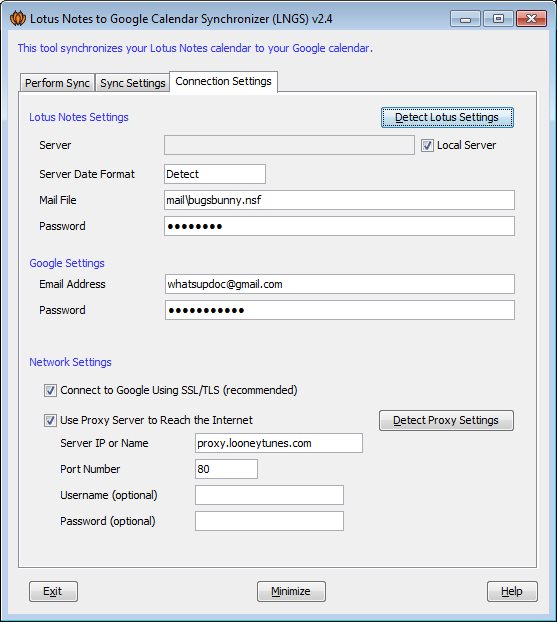 Lotus Notes to Google Calendar Synchronizer (LNGS) v2.4
This tool synchronizes your Lotus Notes calendar to your Google calendar.
Perform Sync Sync Settings Connection Settings
Lotus Notes Settings Detect Lotus Settings
Server Local Server
Server Date Format Detect
Mail File mail\bugsbunny.nsf
Password ••••••••
Google Settings
Email Address whatsupdoc@gmail.com
Password •••••••••••
Network Settings
Connect to Google Using SSL/TLS (recommended)
Use Proxy Server to Reach the Internet Detect Proxy Settings
Server IP or Name proxy.looneytunes.com
Port Number 80
Username (optional)
Password (optional)
Exit Minimize Help